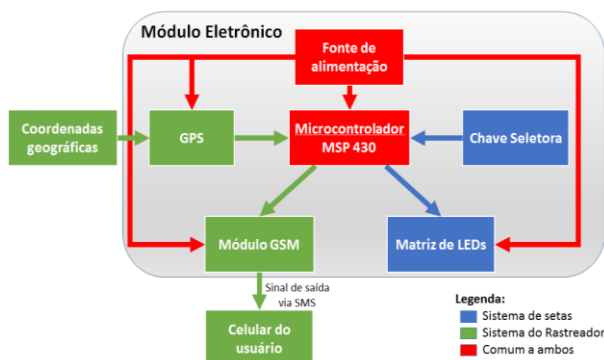 Módulo Eletrônico
Fonte de
alimentação
Coordenadas
geográficas
GPS
Microcontrolador
MSP 430
Chave Seletora
Módulo GSM
Matriz de LEDs
Sinal de saída
via SMS
Celular do
usuário
Legenda:
Sistema de setas
Sistema do Rastreador
Comum a ambos